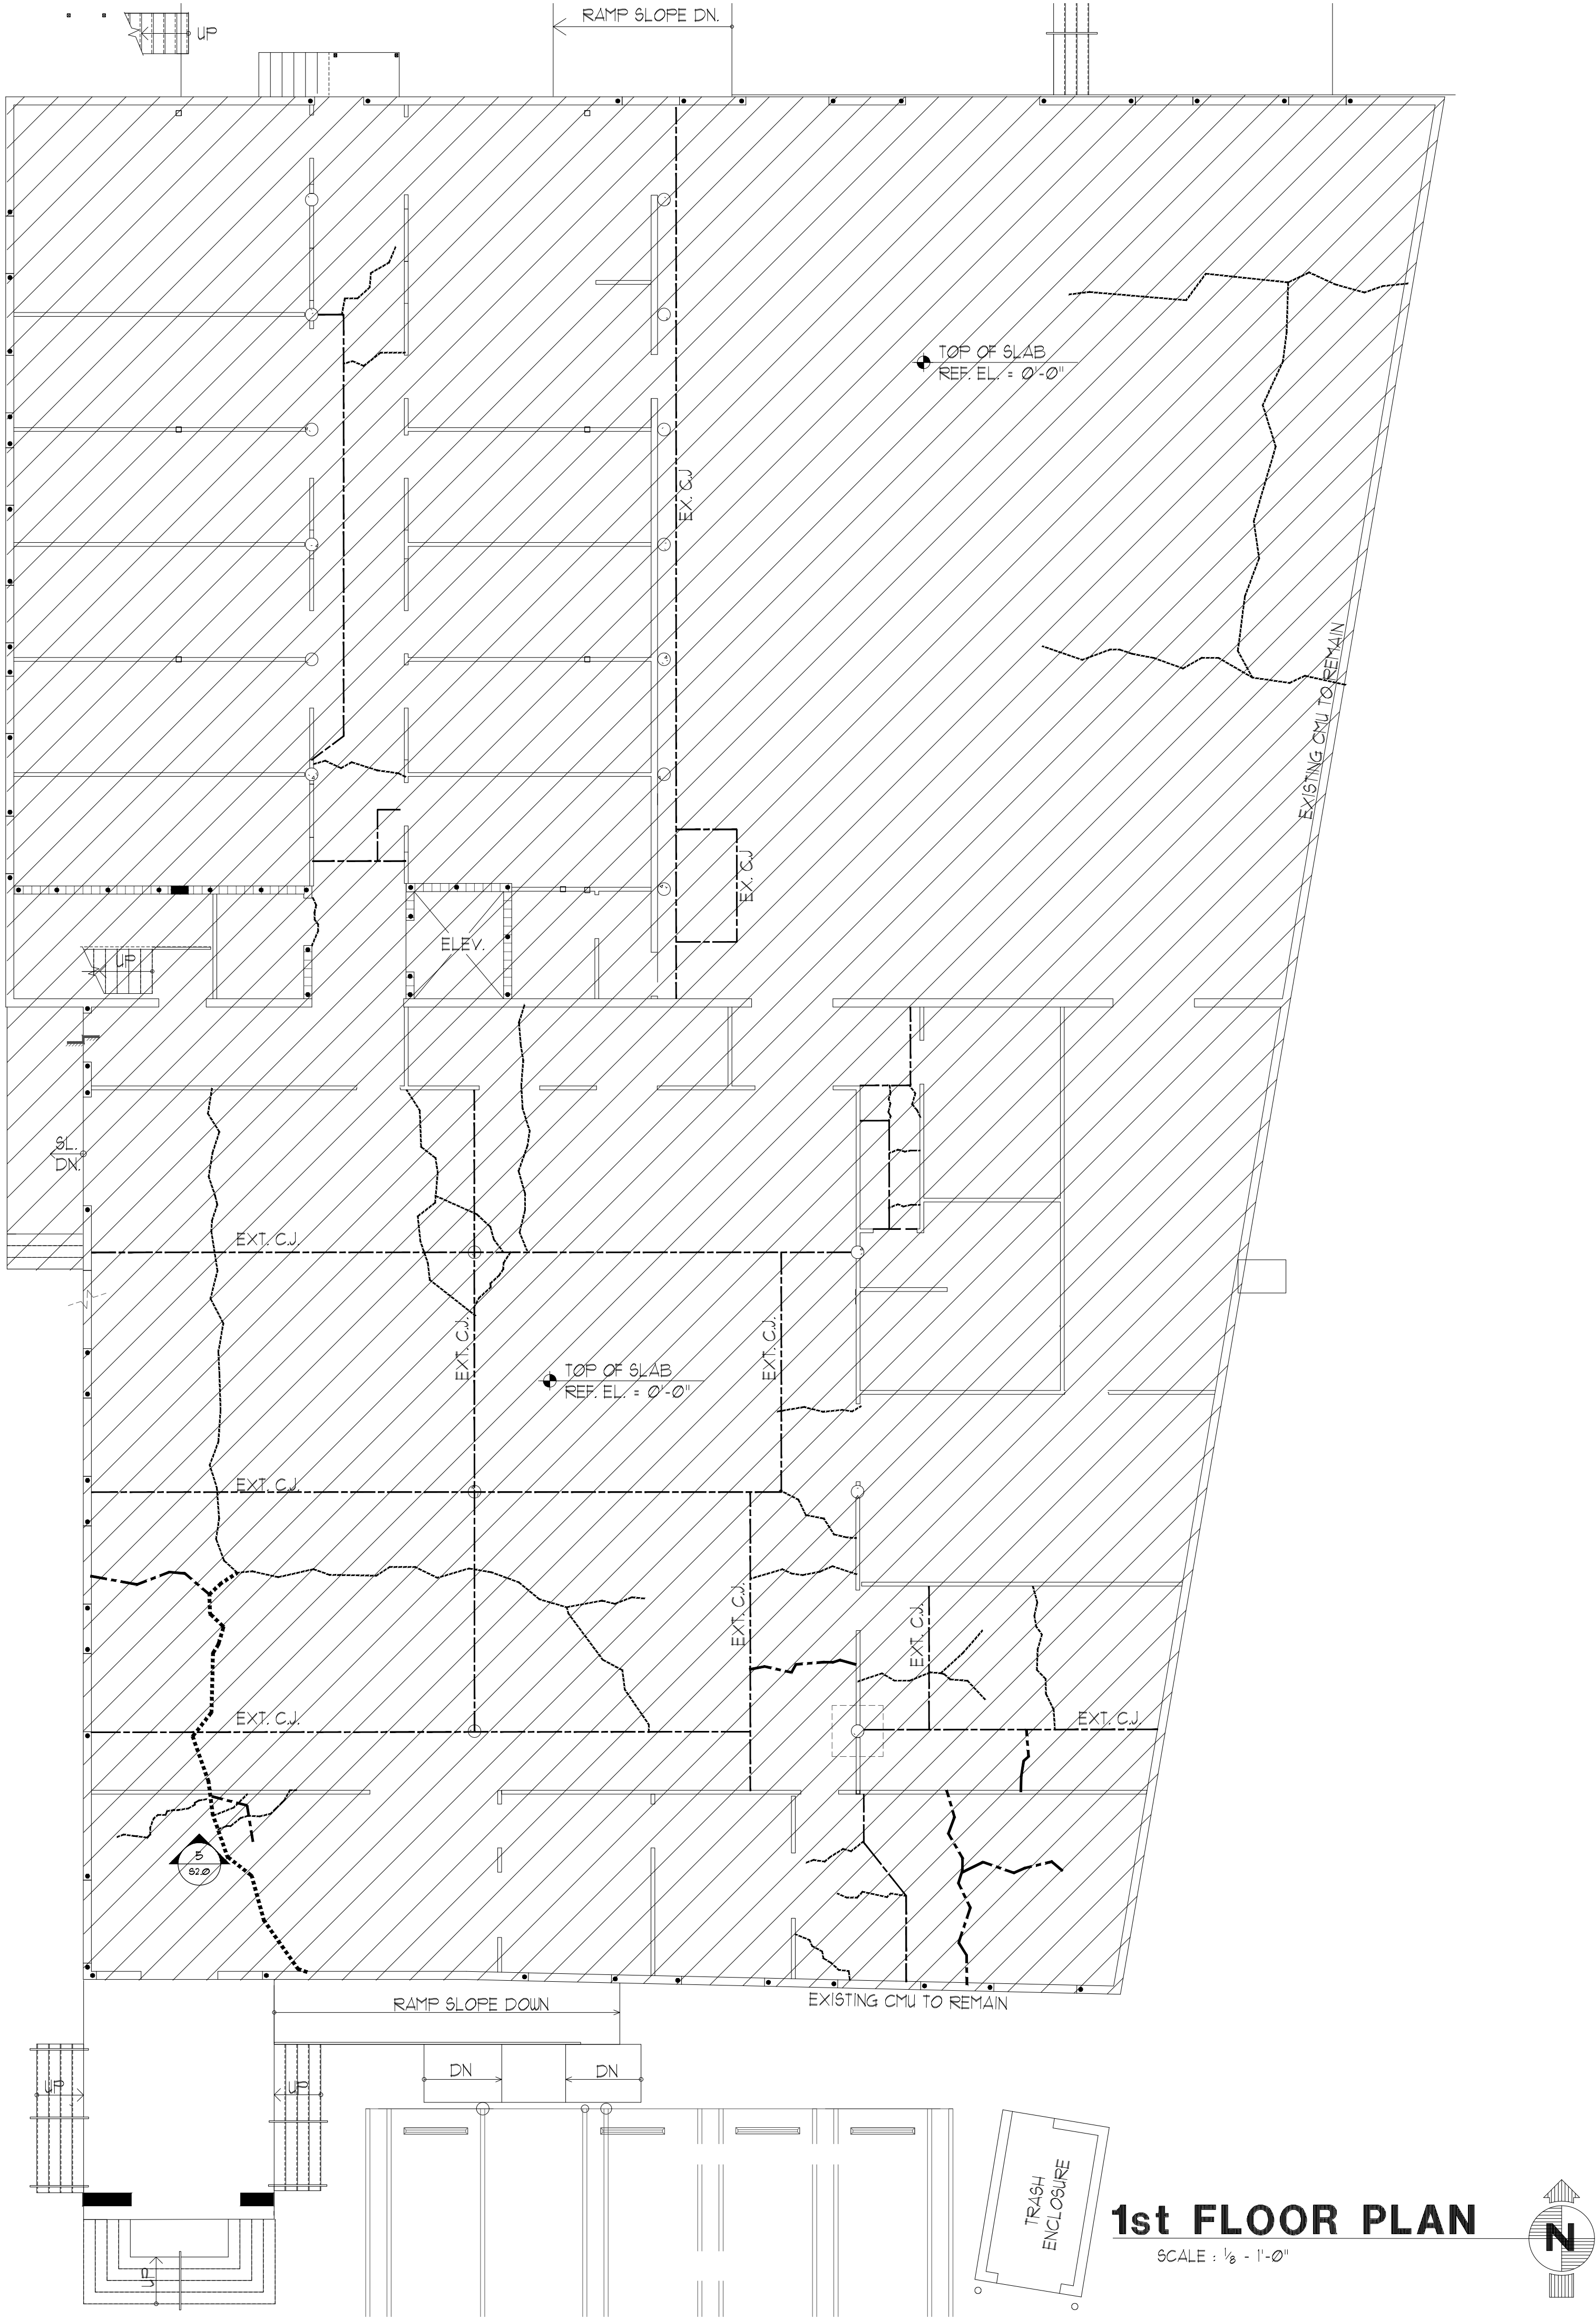 RAMP SLOPE DN.
UP
TOP OF SLAB
REF. EL. = 0'-0"
EX. C.J.
EXISTING CMU TO REMAIN
EX. C.J.
ELEV.
UP
SL.
DN.
EXT. C.J.
EXT. C.J.
EXT. C.J.
TOP OF SLAB
REF. EL. = 0'-0"
EXT. C.J.
EXT. C.J.
EXT. C.J.
EXT. C.J.
EXT. C.J.
5
S2.0
RAMP SLOPE DOWN
EXISTING CMU TO REMAIN
DN
DN
UP
UP
UP
TRASH
ENCLOSURE
1st FLOOR PLAN
SCALE : 1/8 - 1'-0"
N